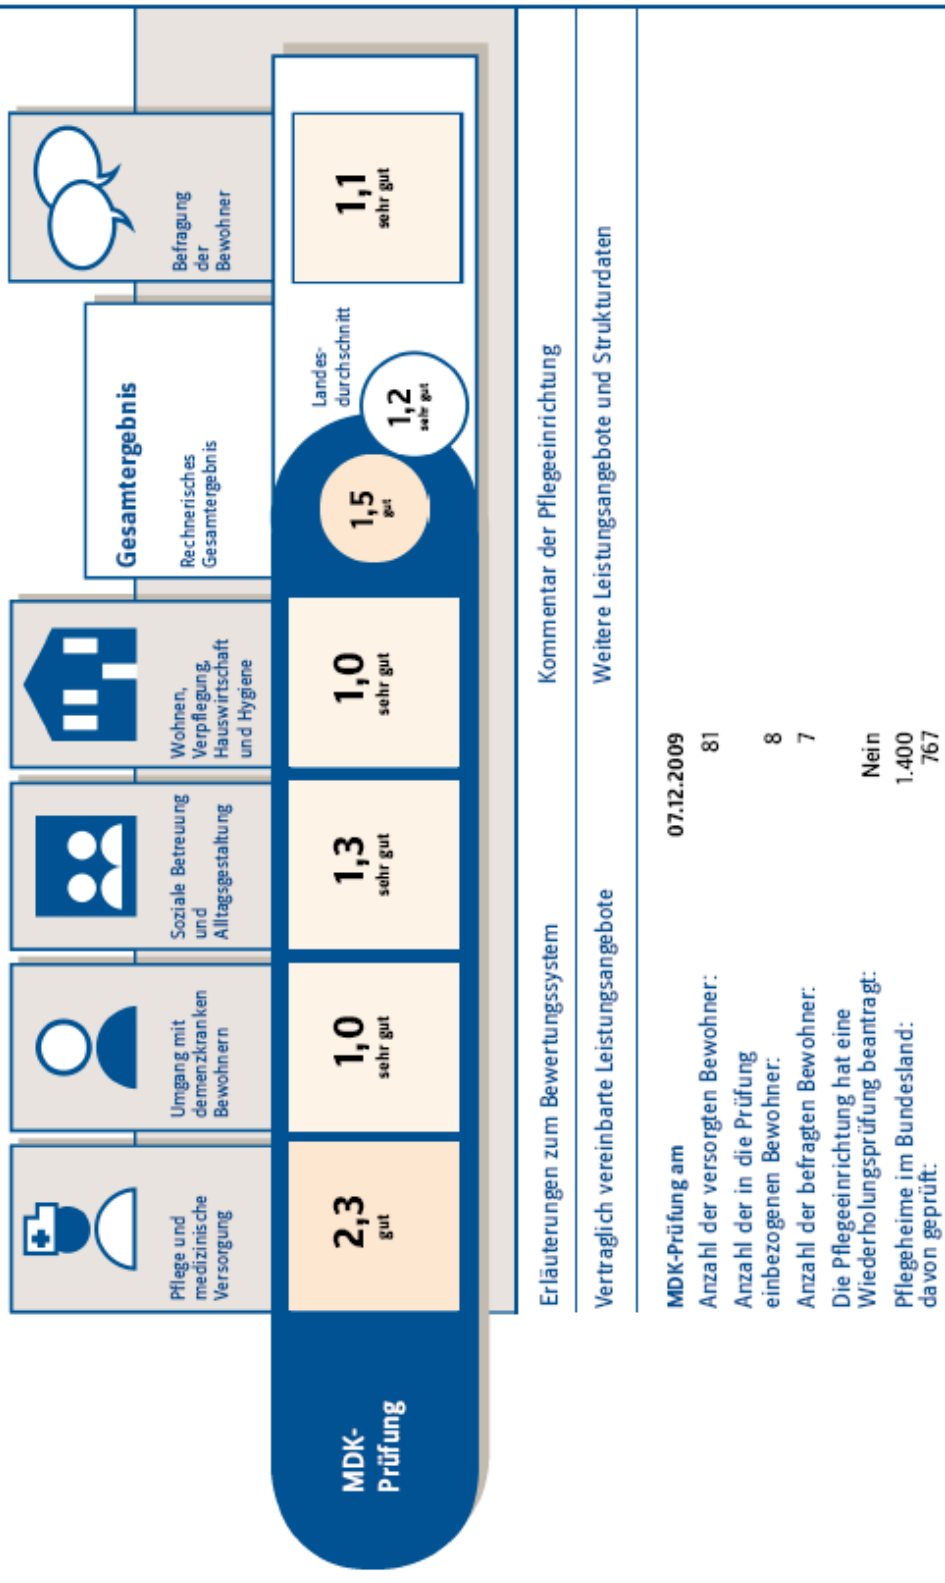 Pflege und
medizinische
Versorgung
Umgang mit
demenzkranken
Bewohnern
Soziale Betreuung
und
Alltagsgestaltung
Wohnen,
Verpflegung,
Hauswirtschaft
und Hygiene
Gesamtergebnis
Rechnerisches
Gesamtergebnis
Befragung
der
Bewohner
MDK-
Prüfung
2,3
gut
1,0
sehr gut
1,3
sehr gut
1,0
sehr gut
1,5
gut
Landes-
durchschnitt
1,2
sehr gut
1,1
sehr gut
Erläuterungen zum Bewertungssystem Kommentar der Pflegeeinrichtung
Vertraglich vereinbarte Leistungsangebote Weitere Leistungsangebote und Strukturdaten
MDK-Prüfung am 07.12.2009
Anzahl der versorgten Bewohner: 81
Anzahl der in die Prüfung
einbezogenen Bewohner: 8
Anzahl der befragten Bewohner: 7
Die Pflegeeinrichtung hat eine
Wiederholungsprüfung beantragt: Nein
Pflegeheime im Bundesland: 1.400
davon geprüft: 767